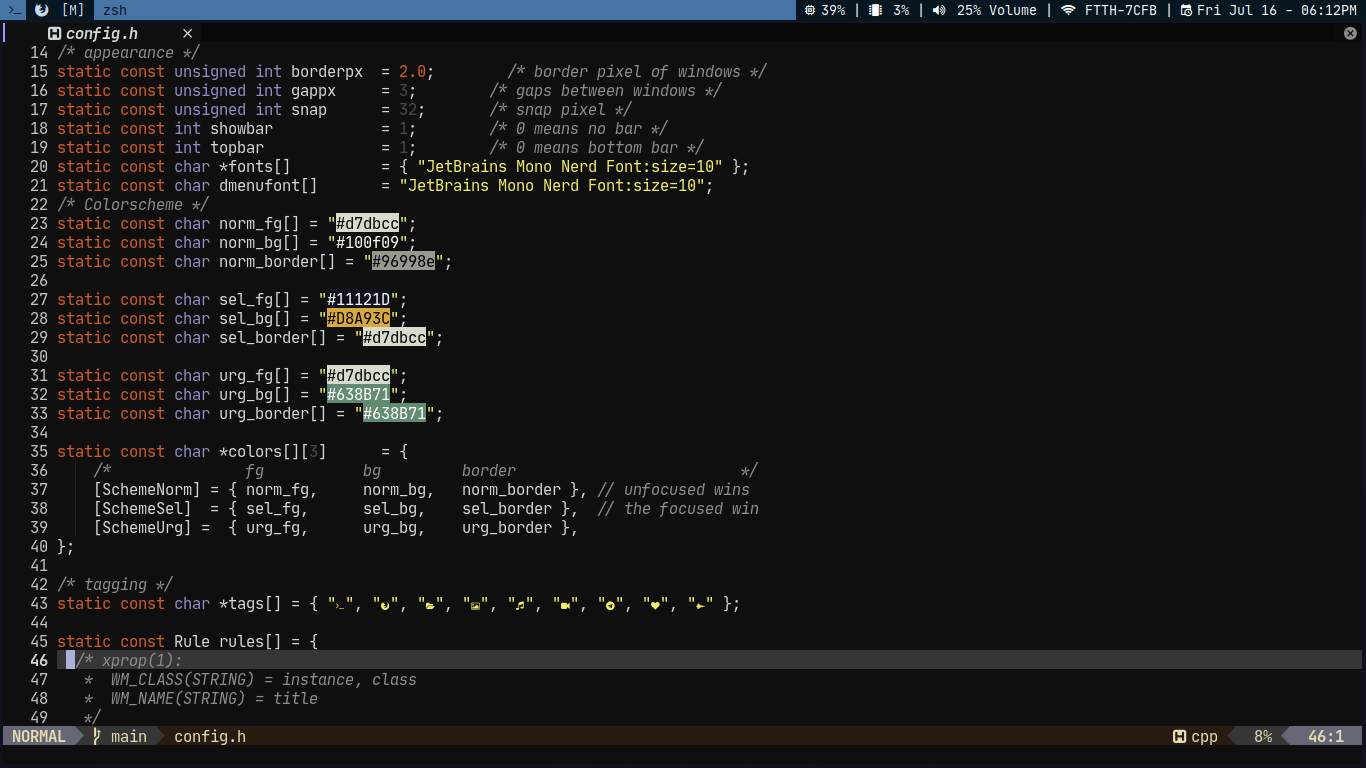 [M] zsh 39% | 3% | 25% Volume | FTTH-7CFB | Fri Jul 16 - 06:12PM
config.h ×
14 /* appearance */
15 static const unsigned int borderpx  = 2.0;        /* border pixel of windows */
16 static const unsigned int gappx     = 3;        /* gaps between windows */
17 static const unsigned int snap      = 32;       /* snap pixel */
18 static const int showbar            = 1;        /* 0 means no bar */
19 static const int topbar             = 1;        /* 0 means bottom bar */
20 static const char *fonts[]          = { "JetBrains Mono Nerd Font:size=10" };
21 static const char dmenufont[]       = "JetBrains Mono Nerd Font:size=10";
22 /* Colorscheme */
23 static const char norm_fg[] = "#d7dbcc";
24 static const char norm_bg[] = "#100f09";
25 static const char norm_border[] = "#96998e";
26
27 static const char sel_fg[] = "#11121D";
28 static const char sel_bg[] = "#D8A93C";
29 static const char sel_border[] = "#d7dbcc";
30
31 static const char urg_fg[] = "#d7dbcc";
32 static const char urg_bg[] = "#638B71";
33 static const char urg_border[] = "#638B71";
34
35 static const char *colors[][3]      = {
36     /*               fg           bg         border                         */
37     [SchemeNorm] = { norm_fg,     norm_bg,   norm_border }, // unfocused wins
38     [SchemeSel]  = { sel_fg,      sel_bg,    sel_border },  // the focused win
39     [SchemeUrg] =  { urg_fg,      urg_bg,    urg_border },
40 };
41
42 /* tagging */
43 static const char *tags[] = { "", "", "", "", "", "", "", "", "" };
44
45 static const Rule rules[] = {
46   /* xprop(1):
47    *  WM_CLASS(STRING) = instance, class
48    *  WM_NAME(STRING) = title
49    */
NORMAL main config.h cpp 8% 46:1